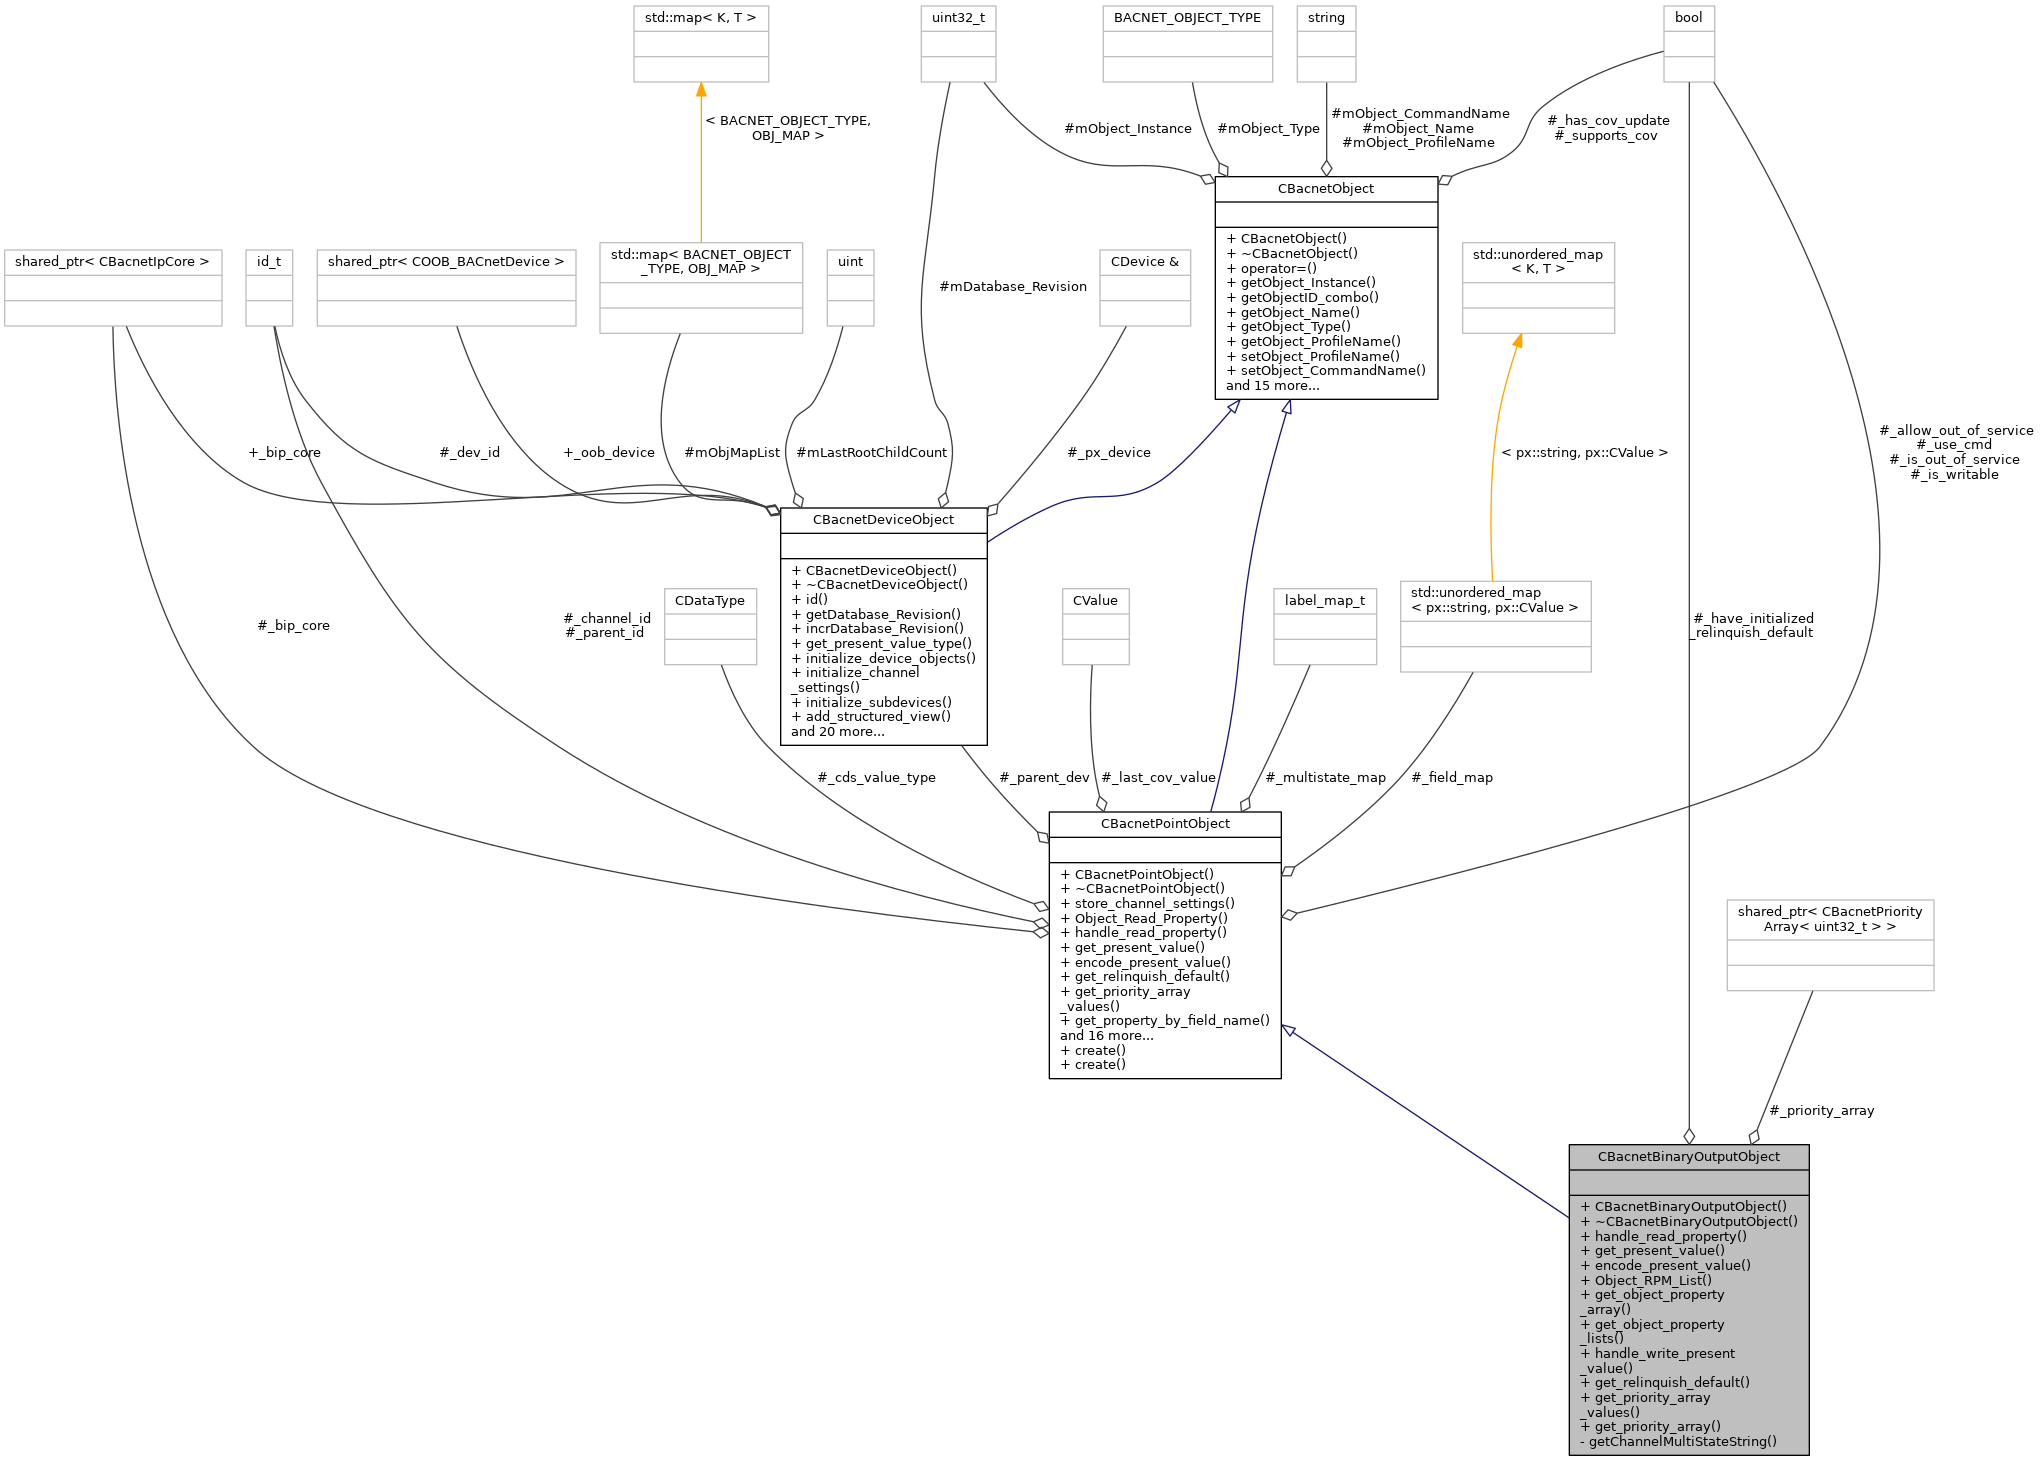 std::map< K, T >
uint32_t
BACNET_OBJECT_TYPE
string
bool
< BACNET_OBJECT_TYPE,
OBJ_MAP >
#mObject_Instance
#mObject_Type
#mObject_CommandName
#mObject_Name
#mObject_ProfileName
#_has_cov_update
#_supports_cov
CBacnetObject
+ CBacnetObject()
+ ~CBacnetObject()
+ operator=()
+ getObject_Instance()
+ getObjectID_combo()
+ getObject_Name()
+ getObject_Type()
+ getObject_ProfileName()
+ setObject_ProfileName()
+ setObject_CommandName()
and 15 more...
shared_ptr< CBacnetIpCore >
id_t
shared_ptr< COOB_BACnetDevice >
std::map< BACNET_OBJECT
_TYPE, OBJ_MAP >
uint
#mDatabase_Revision
CDevice &
std::unordered_map
< K, T >
+_bip_core
#_dev_id
+_oob_device
#mObjMapList
#mLastRootChildCount
#_px_device
< px::string, px::CValue >
#_allow_out_of_service
#_use_cmd
#_is_out_of_service
#_is_writable
CBacnetDeviceObject
+ CBacnetDeviceObject()
+ ~CBacnetDeviceObject()
+ id()
+ getDatabase_Revision()
+ incrDatabase_Revision()
+ get_present_value_type()
+ initialize_device_objects()
+ initialize_channel
_settings()
+ initialize_subdevices()
+ add_structured_view()
and 20 more...
#_bip_core
#_channel_id
#_parent_id
CDataType
CValue
label_map_t
std::unordered_map
< px::string, px::CValue >
#_have_initialized
_relinquish_default
#_cds_value_type
#_parent_dev
#_last_cov_value
#_multistate_map
#_field_map
CBacnetPointObject
+ CBacnetPointObject()
+ ~CBacnetPointObject()
+ store_channel_settings()
+ Object_Read_Property()
+ handle_read_property()
+ get_present_value()
+ encode_present_value()
+ get_relinquish_default()
+ get_priority_array
_values()
+ get_property_by_field_name()
and 16 more...
+ create()
+ create()
shared_ptr< CBacnetPriority
Array< uint32_t > >
#_priority_array
CBacnetBinaryOutputObject
+ CBacnetBinaryOutputObject()
+ ~CBacnetBinaryOutputObject()
+ handle_read_property()
+ get_present_value()
+ encode_present_value()
+ Object_RPM_List()
+ get_object_property
_array()
+ get_object_property
_lists()
+ handle_write_present
_value()
+ get_relinquish_default()
+ get_priority_array
_values()
+ get_priority_array()
- getChannelMultiStateString()